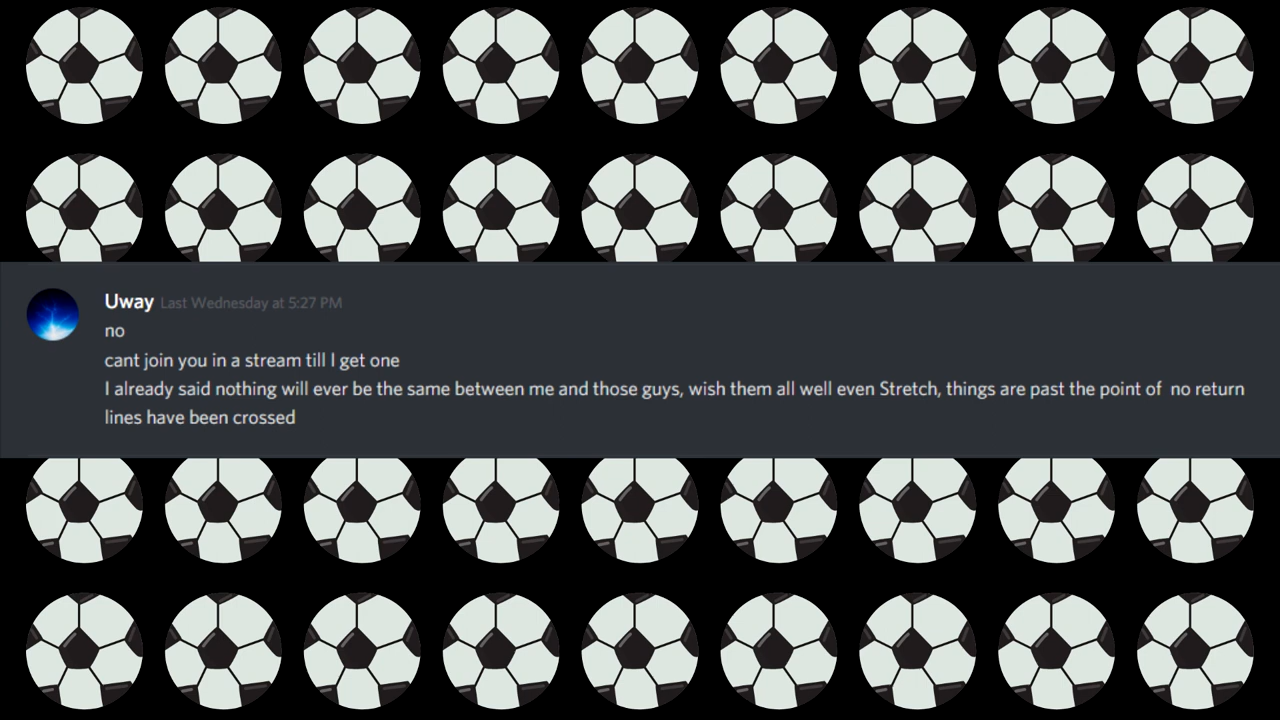 Uway Last Wednesday at 5:27 PM
no
cant join you in a stream till I get one
I already said nothing will ever be the same between me and those guys, wish them all well even Stretch, things are past the point of  no return
lines have been crossed